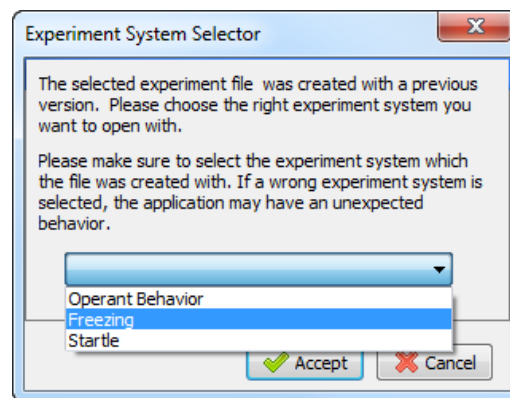 Experiment System Selector
The selected experiment file  was created with a previous
version.  Please choose the right experiment system you
want to open with.
Please make sure to select the experiment system which
the file was created with. If a wrong experiment system is
selected, the application may have an unexpected
behavior.
Operant Behavior
Freezing
Startle
Accept
Cancel